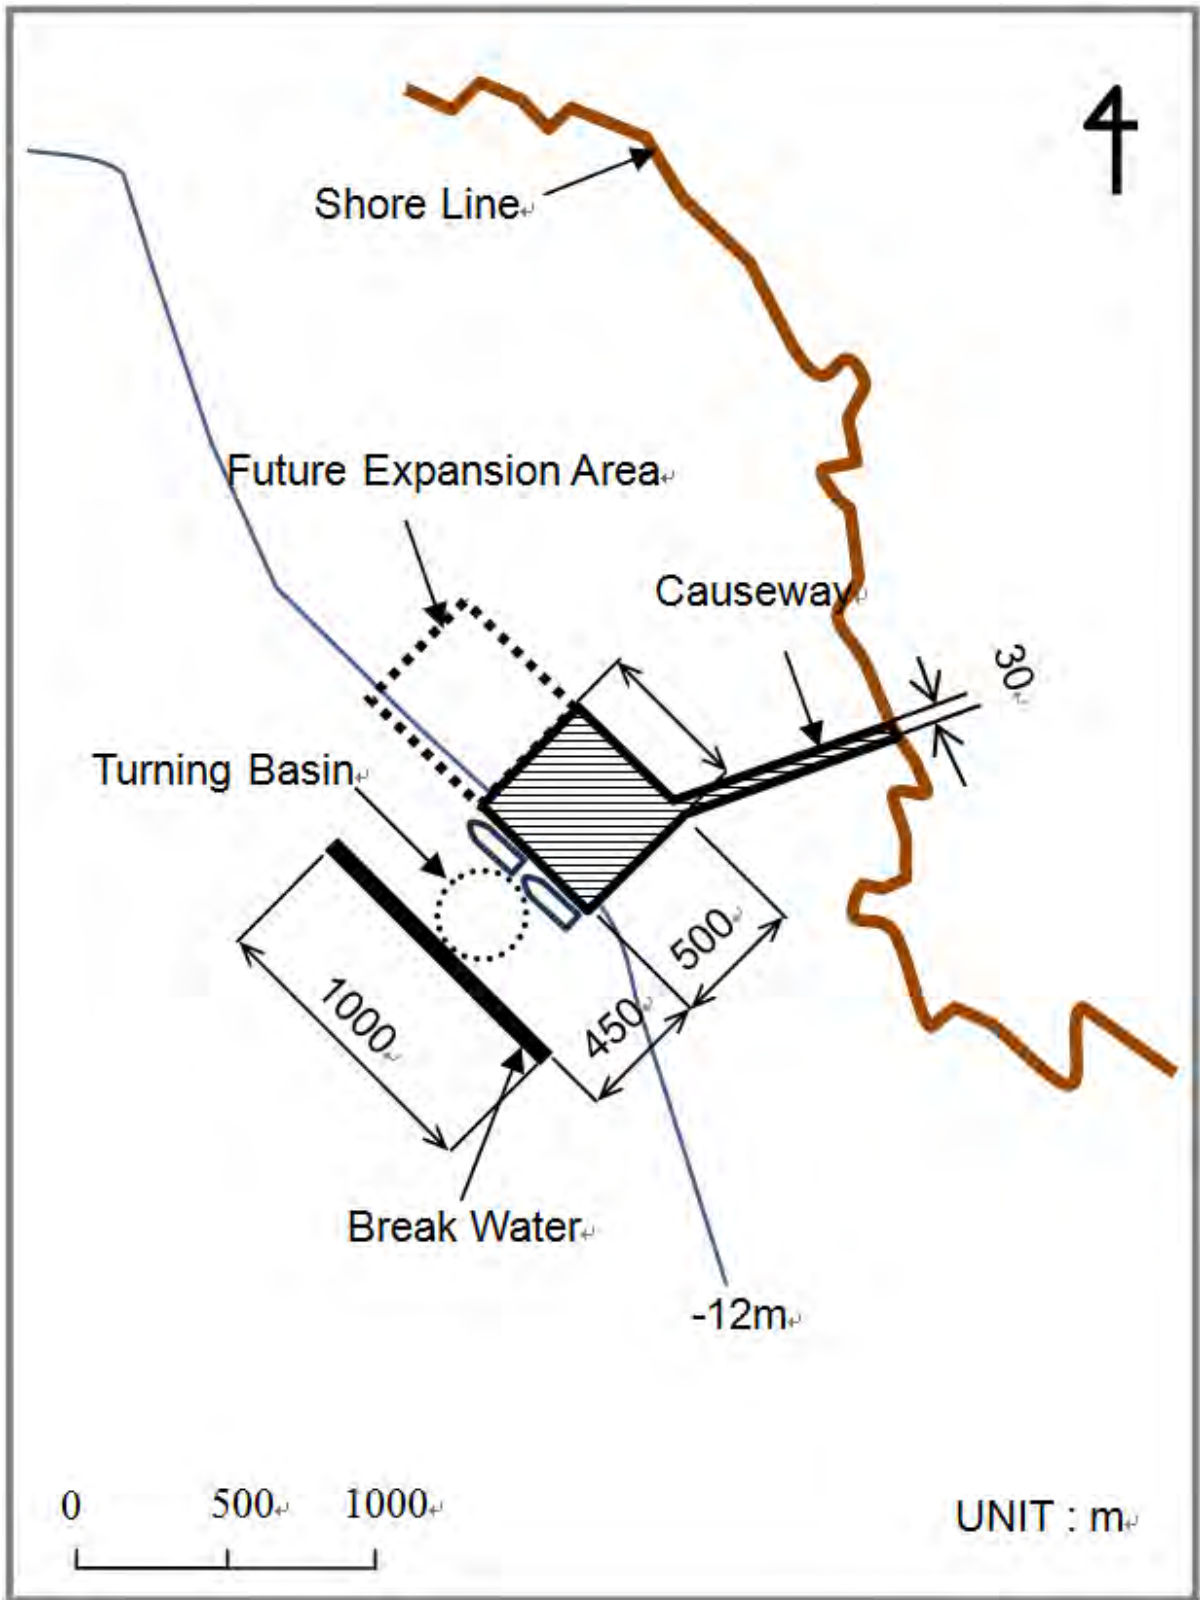 Shore Line
Future Expansion Area
Causeway
30
Turning Basin
500
450
1000
Break Water
-12m
0 500 1000
UNIT : m